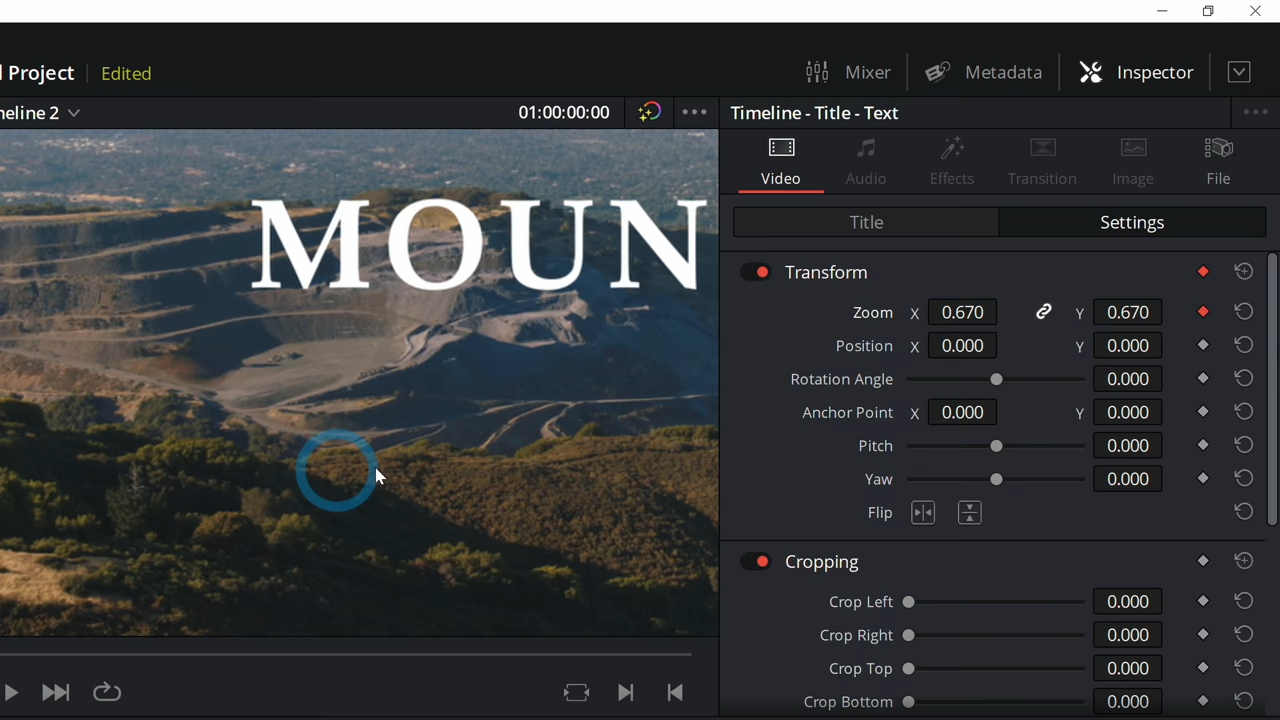 Project
Edited
Mixer
Metadata
Inspector
eline 2
01:00:00:00
Timeline - Title - Text
Video
Audio
Effects
Transition
Image
File
Title
Settings
MOUN
Transform
Zoom X 0.670 Y 0.670
Position X 0.000 Y 0.000
Rotation Angle 0.000
Anchor Point X 0.000 Y 0.000
Pitch 0.000
Yaw 0.000
Flip
Cropping
Crop Left 0.000
Crop Right 0.000
Crop Top 0.000
Crop Bottom 0.000